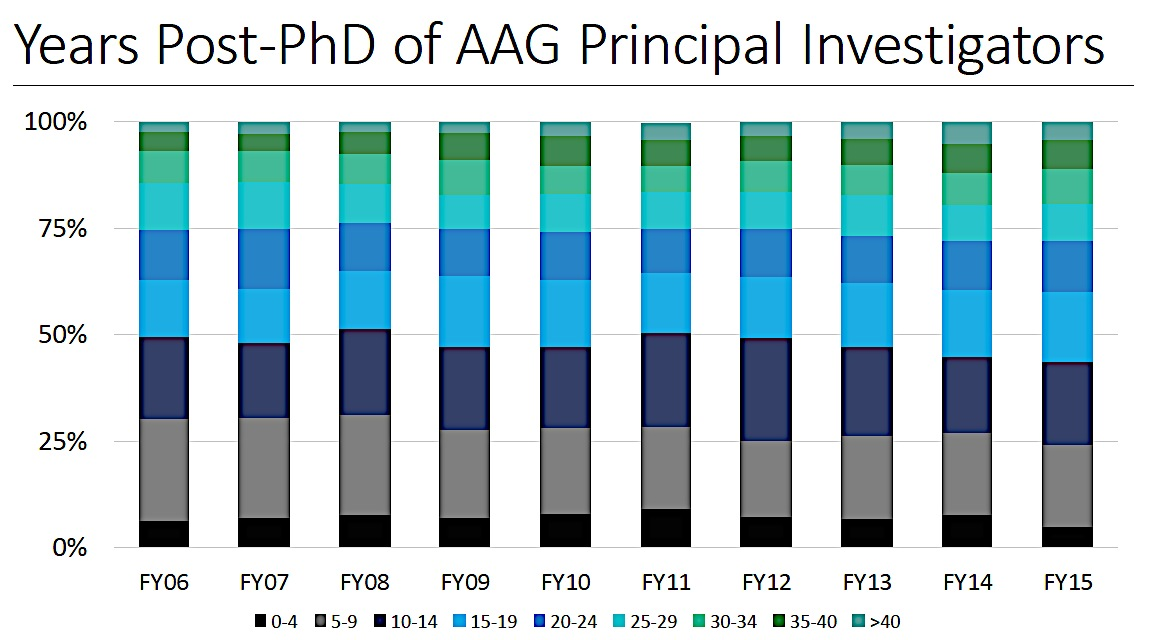 Years Post-PhD of AAG Principal Investigators
100%
75%
50%
25%
0%
FY06 FY07 FY08 FY09 FY10 FY11 FY12 FY13 FY14 FY15
0-4 5-9 10-14 15-19 20-24 25-29 30-34 35-40 >40